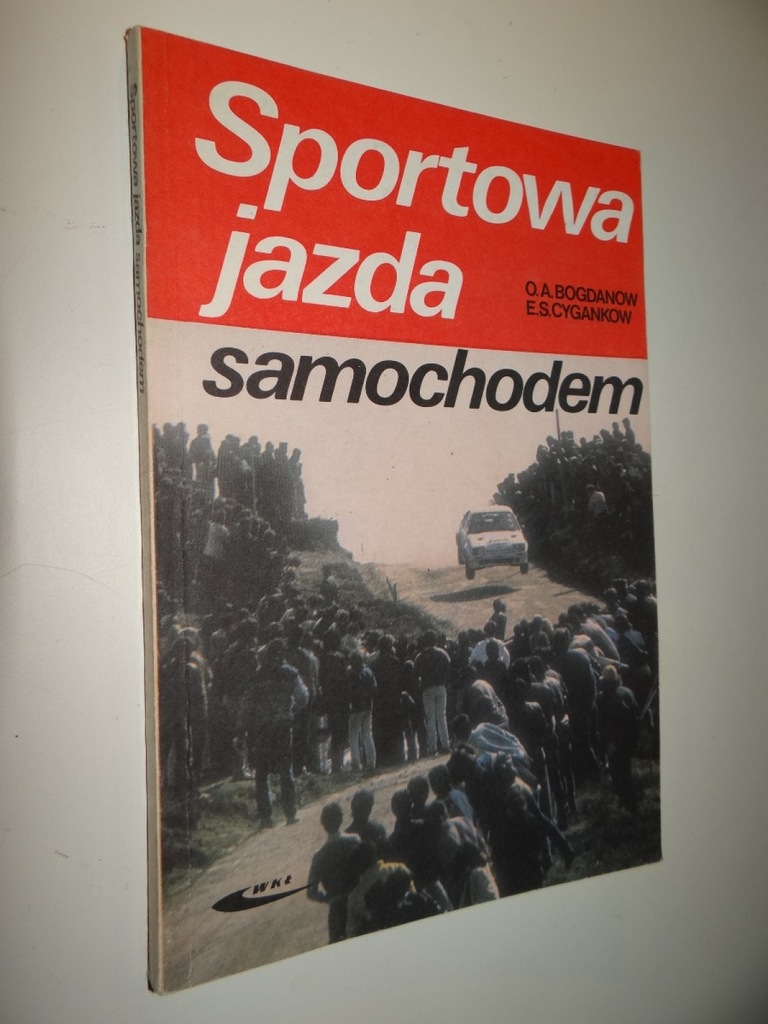 Sportowa
jazda
O.A.BOGDANOW
E.S.CYGANKOW
samochodem
WKŁ
Sportowa jazda samochodem